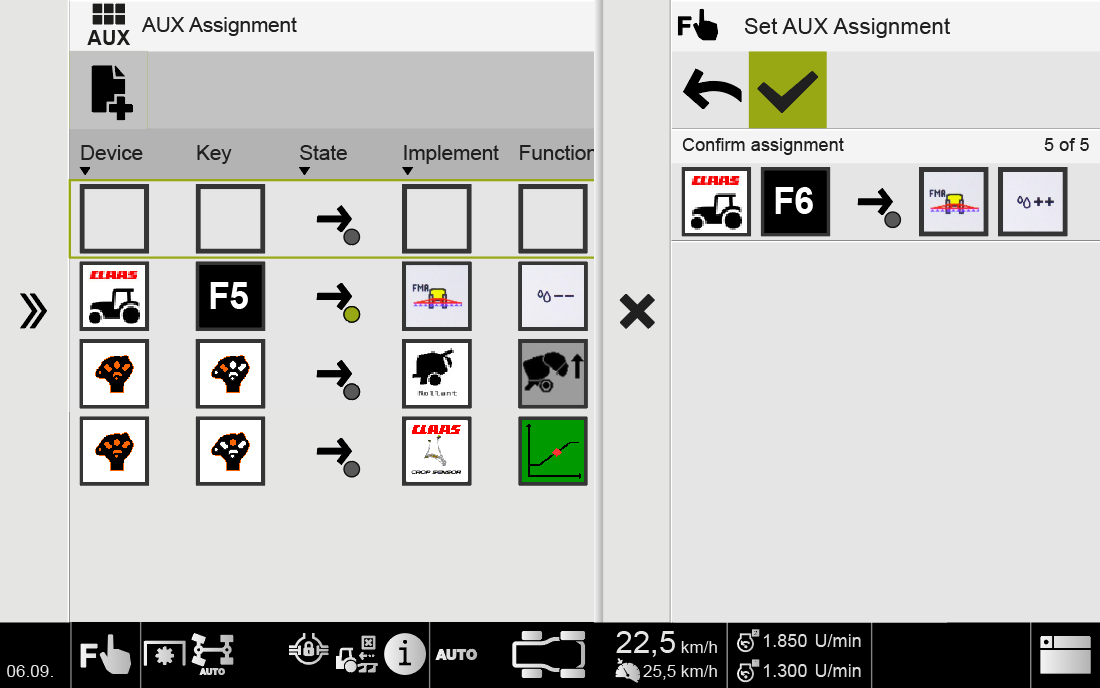 AUX
AUX Assignment
F
Set AUX Assignment
Confirm assignment
5 of 5
Device
Key
State
Implement
Function
CLAAS
F6
FMA
++
CLAAS
F5
FMA
--
Nollant
CLAAS
CROP SENSOR
06.09.
F
AUTO
i
AUTO
22,5 km/h
25,5 km/h
1.850 U/min
1.300 U/min